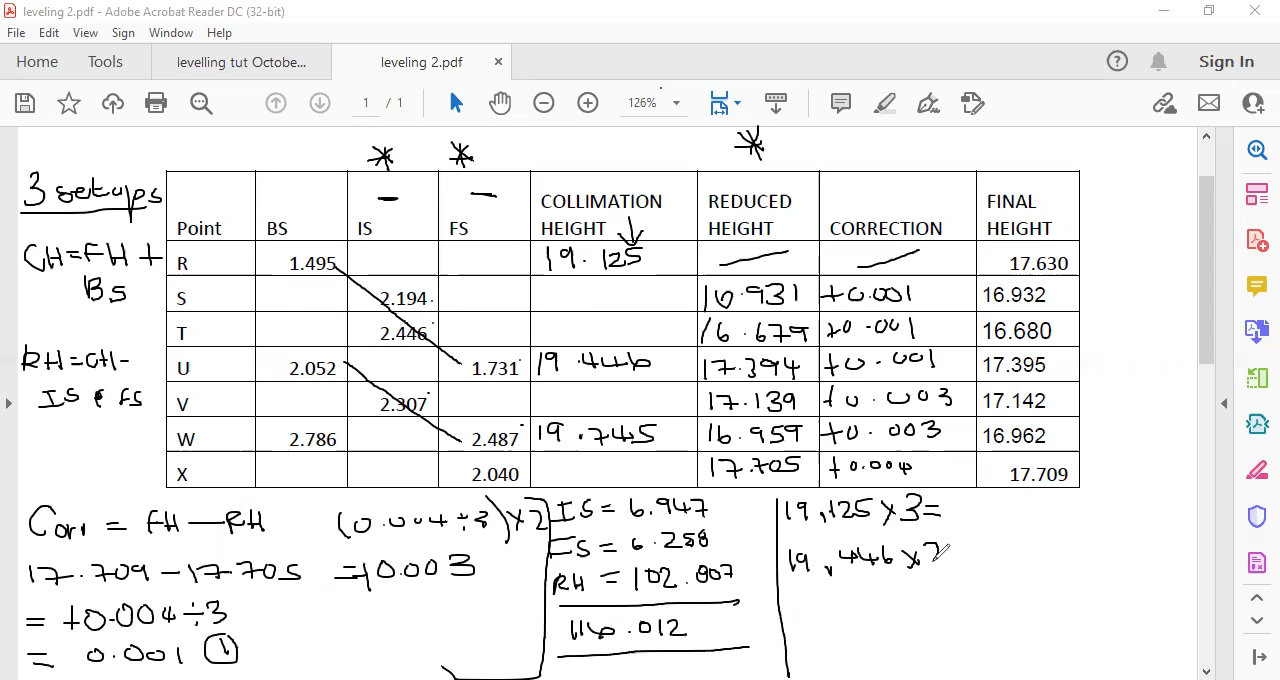 leveling 2.pdf - Adobe Acrobat Reader DC (32-bit)
File Edit View Sign Window Help
Home Tools levelling tut Octobe... leveling 2.pdf × Sign In
1 / 1 126%
3 setups
Point BS IS FS COLLIMATION HEIGHT REDUCED HEIGHT CORRECTION FINAL HEIGHT
R 1.495 19.125 17.630
S 2.194 16.931 +0.001 16.932
T 2.446 16.679 +0.001 16.680
U 2.052 1.731 19.446 17.394 +0.001 17.395
V 2.307 17.139 +0.003 17.142
W 2.786 2.487 19.745 16.959 +0.003 16.962
X 2.040 17.705 +0.004 17.709
CH=FH+
BS
RH=CH-
IS & FS
Corr = FH — RH
17.709 - 17.705
= +0.004 ÷ 3
= 0.001 1
(0.004 ÷ 3) × 2
=+0.003
IS = 6.947
FS = 6.258
RH = 102.807
116.012
19,125 × 3 =
19,446 × 2